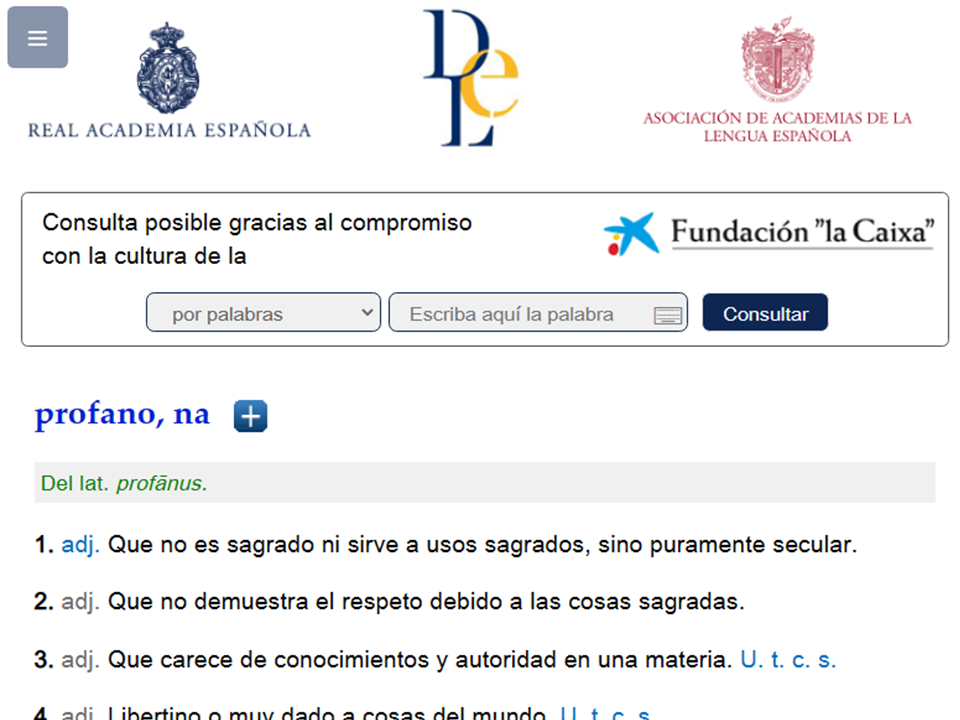 REAL ACADEMIA ESPAÑOLA
DLe
ASOCIACIÓN DE ACADEMIAS DE LA
LENGUA ESPAÑOLA
Consulta posible gracias al compromiso
con la cultura de la
Fundación "la Caixa"
por palabras
Escriba aquí la palabra
Consultar
profano, na
Del lat. profānus.
1. adj. Que no es sagrado ni sirve a usos sagrados, sino puramente secular.
2. adj. Que no demuestra el respeto debido a las cosas sagradas.
3. adj. Que carece de conocimientos y autoridad en una materia. U. t. c. s.
4. adj. Libertino o muy dado a cosas del mundo. U. t. c. s.